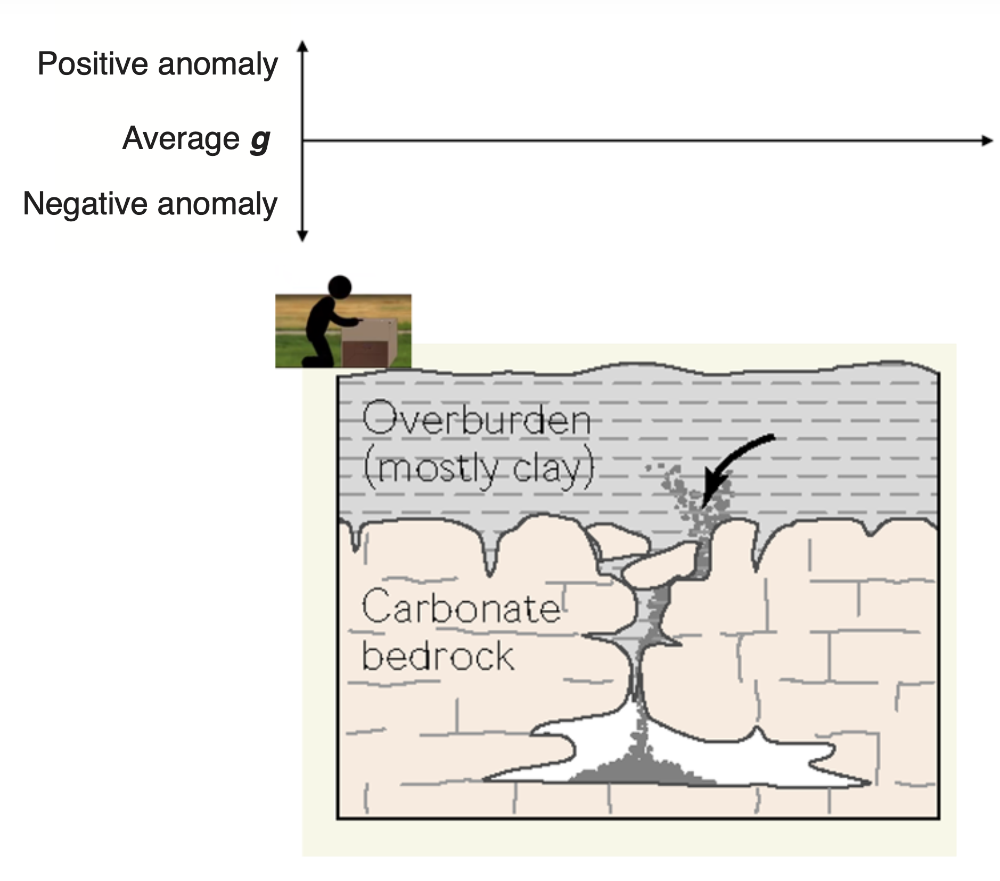 Positive anomaly
Average g
Negative anomaly
Overburden
(mostly clay)
Carbonate
bedrock